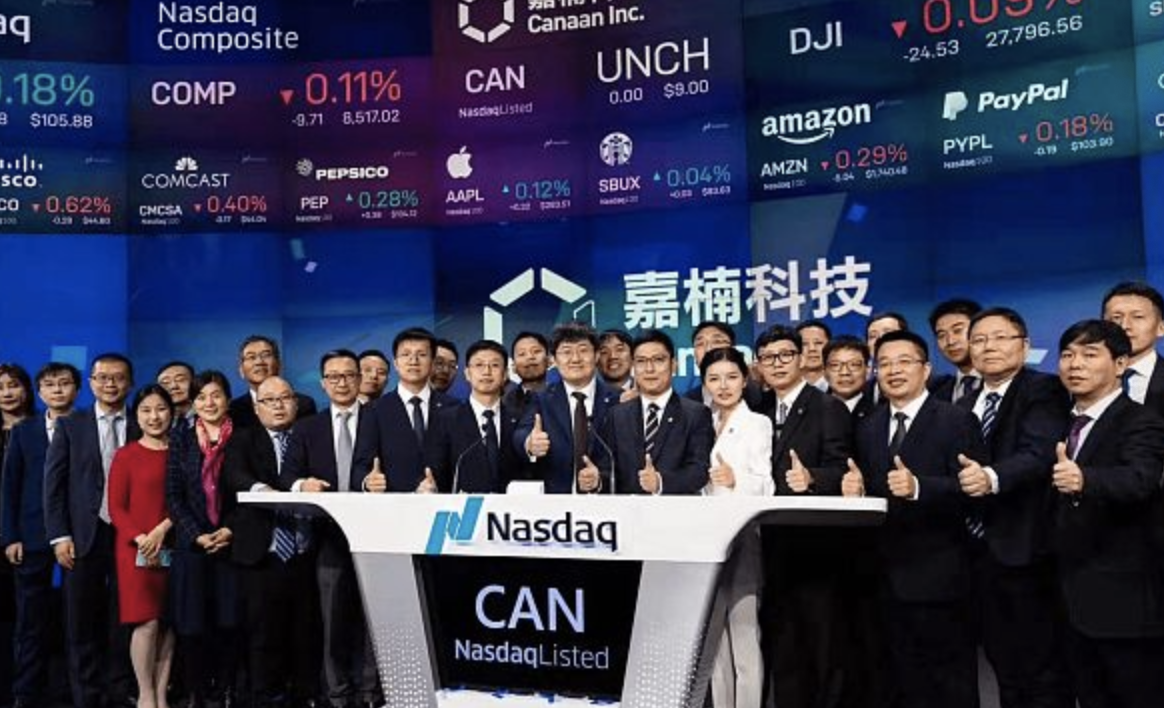 Nasdaq
Composite
Canaan Inc.
0.18%
$105.88
COMP
0.11%
-9.71 8,517.02
CAN
NasdaqListed
UNCH
0.00 $9.00
DJI
-24.53 27,796.56
COMCAST
CMCSA 0.40%
PEPSICO
PEP 0.28%
AAPL 0.12%
SBUX 0.04%
amazon
AMZN 0.29%
PayPal
PYPL 0.18%
0.62%
嘉楠科技
Nasdaq
CAN
NasdaqListed